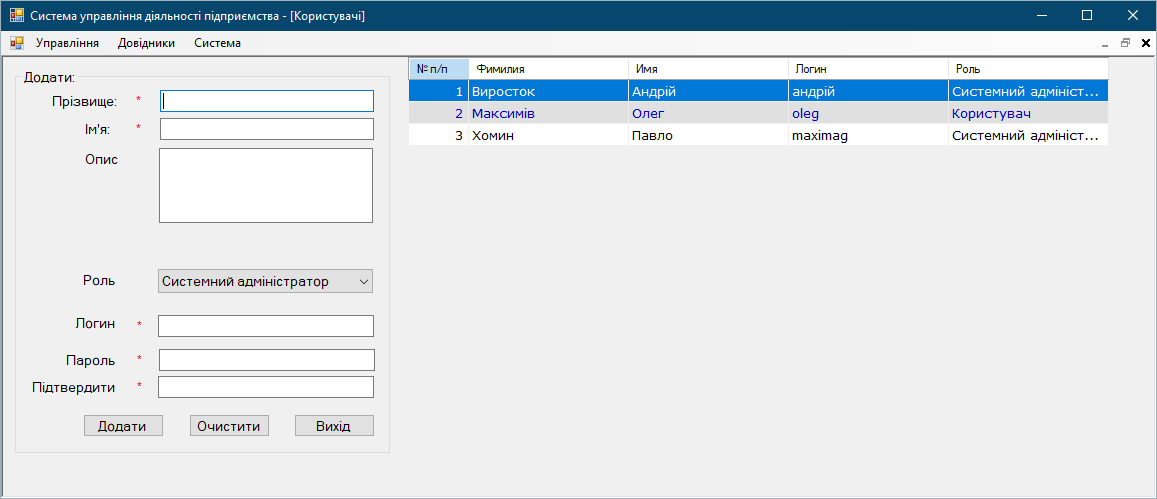 Система управління діяльності підприємства - [Користувачі]
Управління Довідники Система
Додати:
Прізвище: *
Ім'я: *
Опис
Роль Системний адміністратор
Логин *
Пароль *
Підтвердити *
Додати Очистити Вихід
№ п/п Фимилия Имя Логин Роль
1 Виросток Андрій андрій Системний адмініст...
2 Максимів Олег oleg Користувач
3 Хомин Павло maximag Системний адмініст...